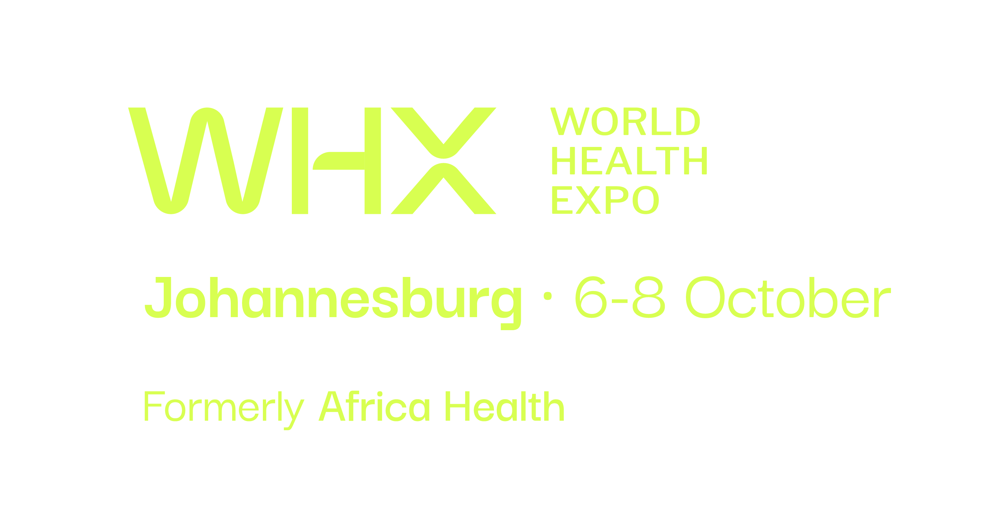 WHX
WORLD
HEALTH
EXPO
Johannesburg · 6-8 October
Formerly Africa Health